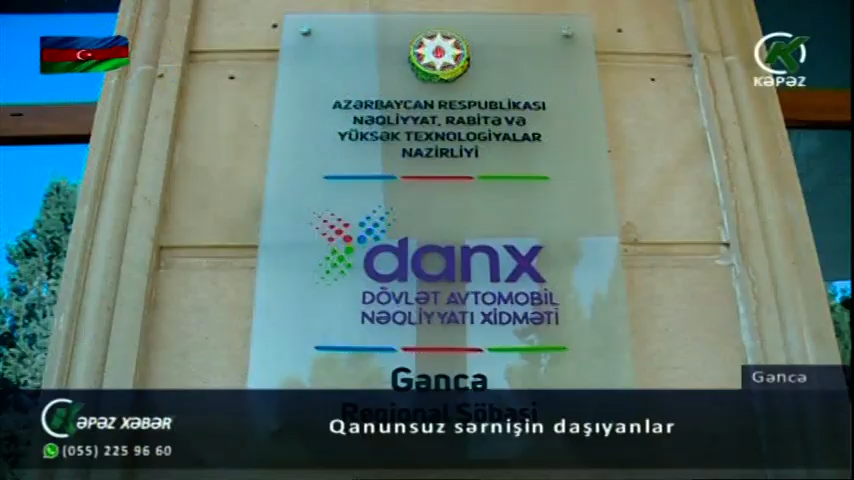 KəPəZ
AZƏRBAYCAN RESPUBLİKASI
NƏQLİYYAT, RABİTƏ VƏ
YÜKSƏK TEXNOLOGİYALAR
NAZİRLİYİ
danx
DÖVLƏT AVTOMOBİL
NƏQLİYYATI XİDMƏTİ
Gəncə
Regional Şöbəsi
Gəncə
KƏPƏZ XƏBƏR
(055) 225 96 60
Qanunsuz sərnişin daşıyanlar